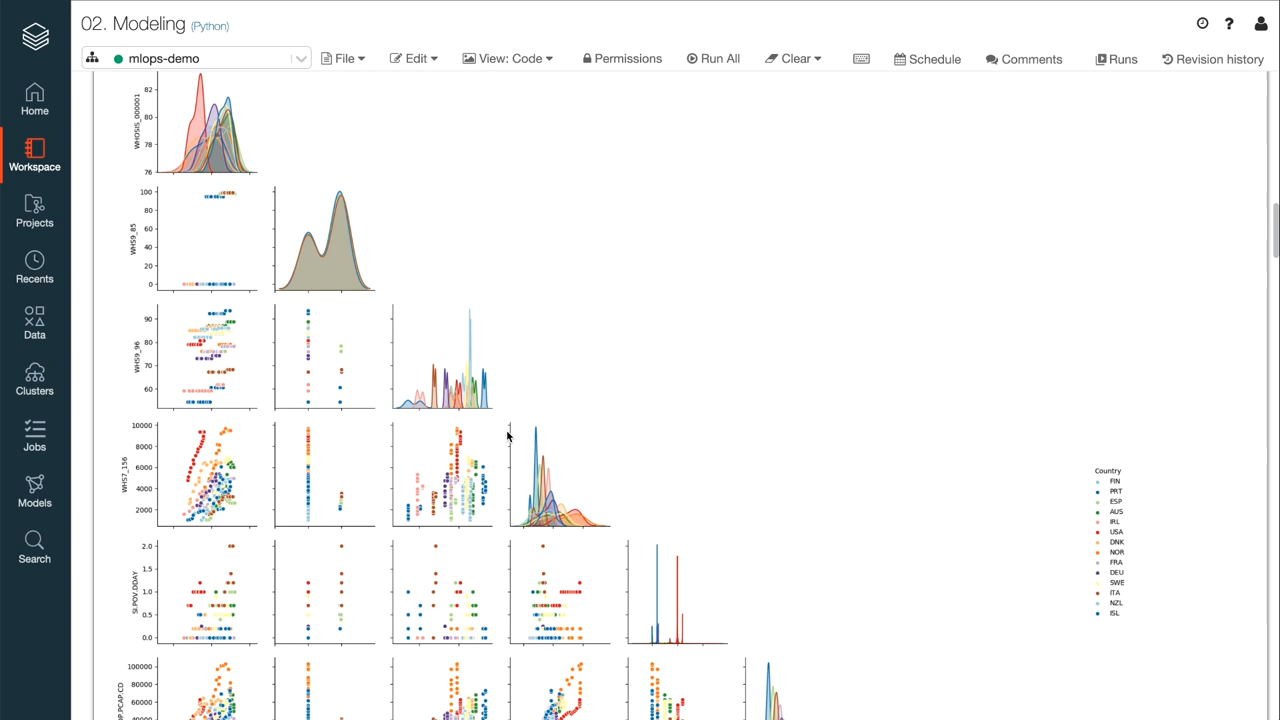 02. Modeling (Python)
mlops-demo
File
Edit
View: Code
Permissions
Run All
Clear
Schedule
Comments
Runs
Revision history
Home
Workspace
Projects
Recents
Data
Clusters
Jobs
Models
Search
WHOSIS_000001
82
80
78
76
WHS9_85
100
80
60
40
20
0
WHS9_96
90
80
70
60
WHS7_156
10000
8000
6000
4000
2000
SI.POV.DDAY
2.0
1.5
1.0
0.5
0.0
100000
80000
60000
40000
Country
FIN
PRT
ESP
AUS
IRL
USA
DNK
NOR
FRA
DEU
SWE
ITA
NZL
ISL